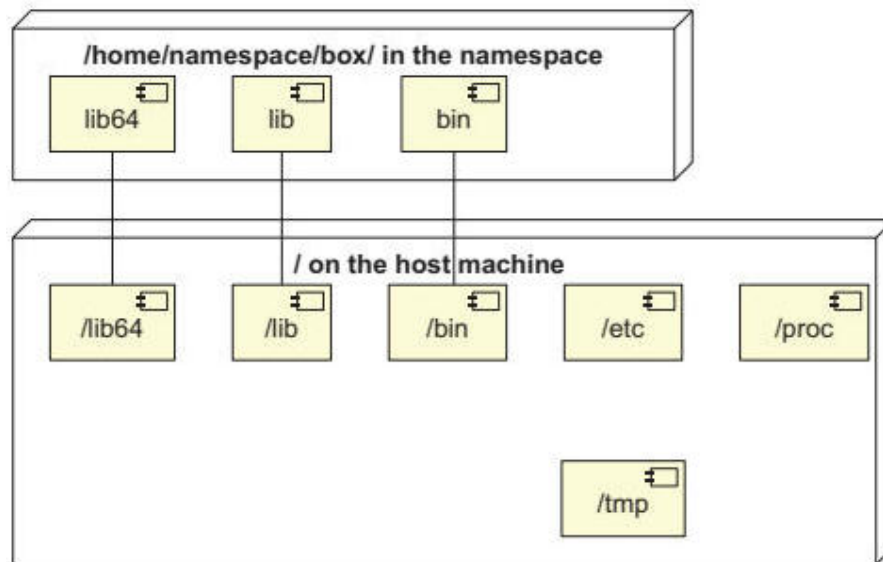 /home/namespace/box/ in the namespace
lib64
lib
bin
/ on the host machine
/lib64
/lib
/bin
/etc
/proc
/tmp